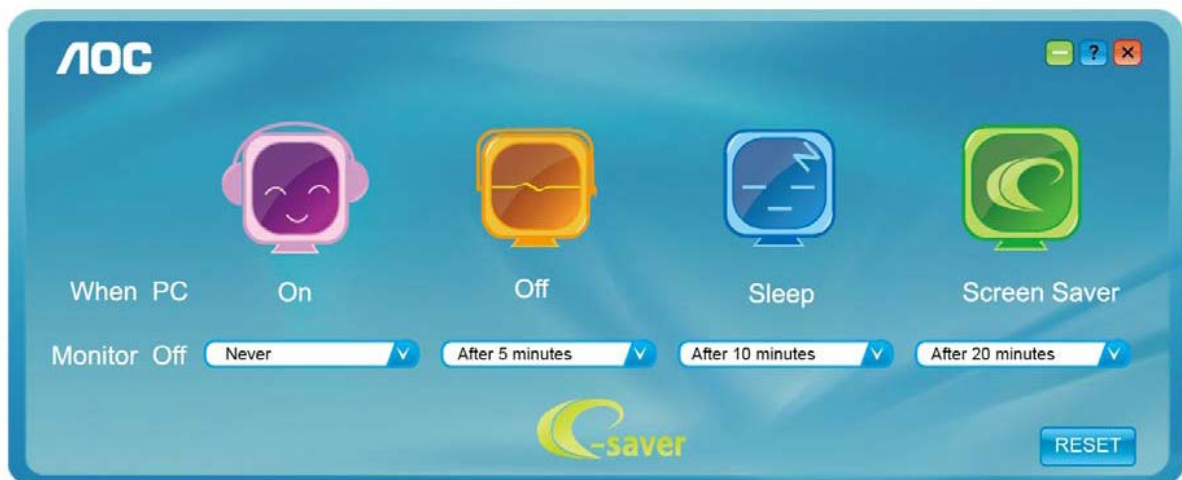 AOC
?
When PC On Off Sleep Screen Saver
Monitor Off Never After 5 minutes After 10 minutes After 20 minutes
e-saver
RESET